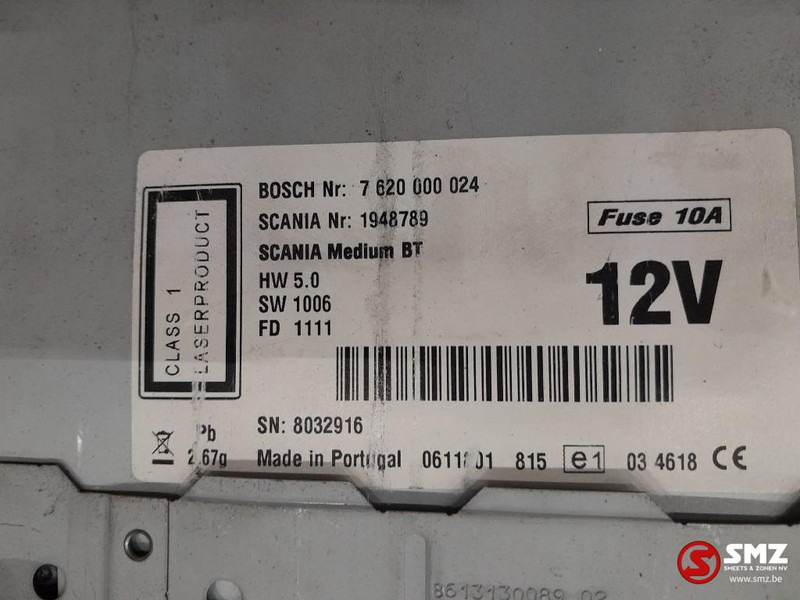 BOSCH Nr: 7 620 000 024
SCANIA Nr: 1948789
SCANIA Medium BT
HW 5.0
SW 1006
FD 1111
Fuse 10A
12V
CLASS 1
LASERPRODUCT
SN: 8032916
Pb
2.67g
Made in Portugal 815 e1 03 4618 CE
8613130089 02
SMZ
SMEETS & ZONEN NV
www.smz.be